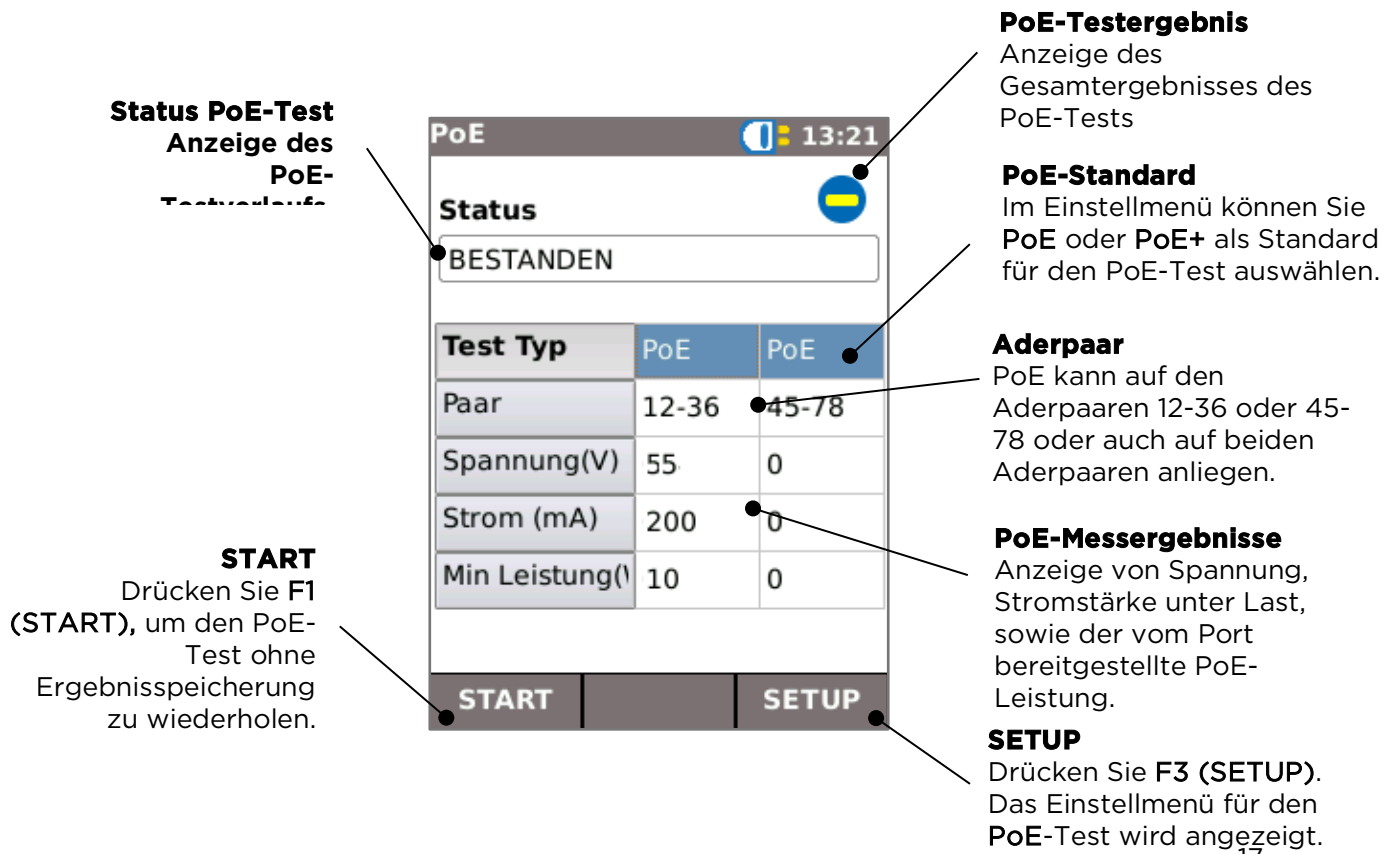 PoE-Testergebnis
Anzeige des
Gesamtergebnisses des
PoE-Tests
Status PoE-Test
Anzeige des
PoE-
Testverlaufs.
PoE 13:21
Status
BESTANDEN
PoE-Standard
Im Einstellmenü können Sie
PoE oder PoE+ als Standard
für den PoE-Test auswählen.
Test Typ PoE PoE
Paar 12-36 45-78
Spannung(V) 55 0
Strom (mA) 200 0
Min Leistung( 10 0
Aderpaar
PoE kann auf den
Aderpaaren 12-36 oder 45-
78 oder auch auf beiden
Aderpaaren anliegen.
PoE-Messergebnisse
Anzeige von Spannung,
Stromstärke unter Last,
sowie der vom Port
bereitgestellte PoE-
Leistung.
START
Drücken Sie F1
(START), um den PoE-
Test ohne
Ergebnisspeicherung
zu wiederholen.
START SETUP
SETUP
Drücken Sie F3 (SETUP).
Das Einstellmenü für den
PoE-Test wird angezeigt.
17